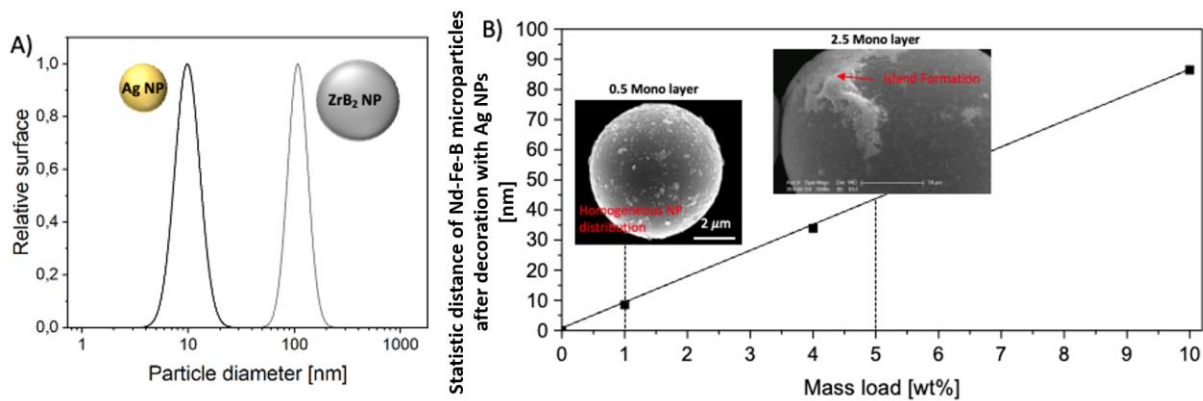 A)
1,0
0,8
0,6
0,4
0,2
0,0
Relative surface
Ag NP
ZrB₂ NP
1
10
100
1000
Particle diameter [nm]
B)
Statistic distance of Nd-Fe-B microparticles
after decoration with Ag NPs
[nm]
100
90
80
70
60
50
40
30
20
10
0
0.5 Mono layer
Homogeneous NP
distribution
2 μm
2.5 Mono layer
Island Formation
0
1
2
3
4
5
6
7
8
9
10
Mass load [wt%]